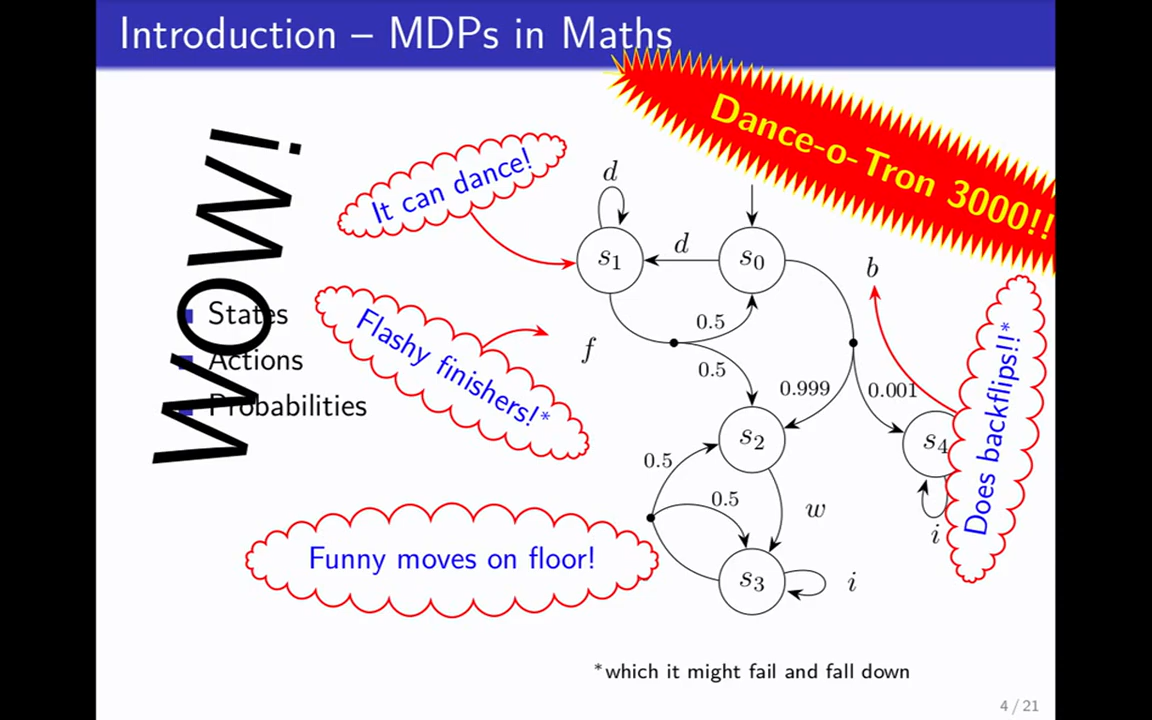 Introduction – MDPs in Maths
Dance-o-Tron 3000!!
WOW!
It can dance!
d
s1
d
s0
b
States
Actions
Probabilities
Flashy finishers!*
f
0.5
0.5
0.999
0.001
s2
s4
Does backflips!!*
0.5
0.5
w
i
Funny moves on floor!
s3
i
*which it might fail and fall down
4 / 21